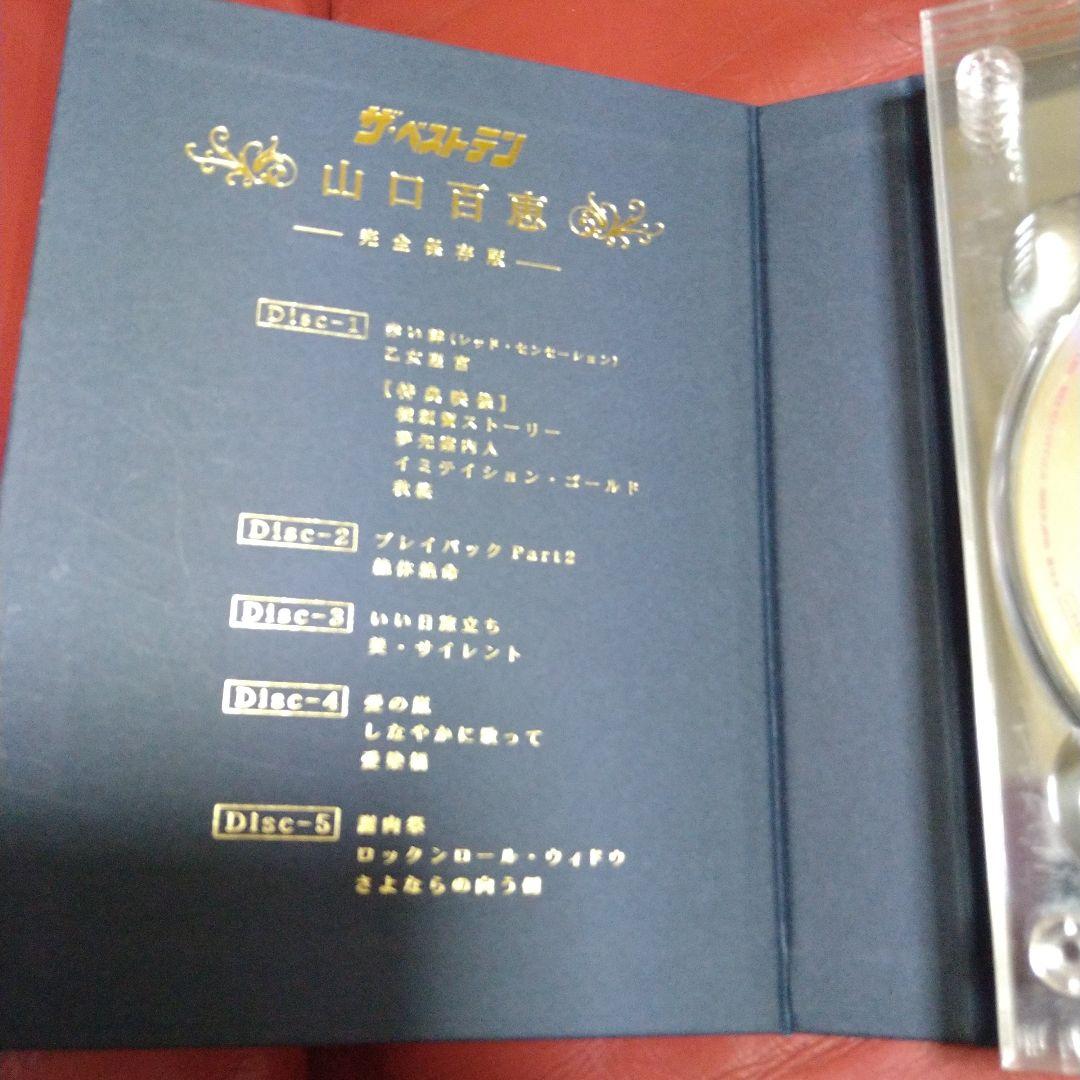 ザ・ベストテン
山口百恵
完全保存版
Disc-1
赤い絆(レッド・センセーション)
乙女座宮
【特典映像】
横須賀ストーリー
夢先案内人
イミテイション・ゴールド
秋桜
Disc-2
プレイバックPart2
絶体絶命
Disc-3
いい日旅立ち
美・サイレント
Disc-4
愛の嵐
しなやかに歌って
愛染橋
Disc-5
謝肉祭
ロックンロール・ウィドウ
さよならの向う側